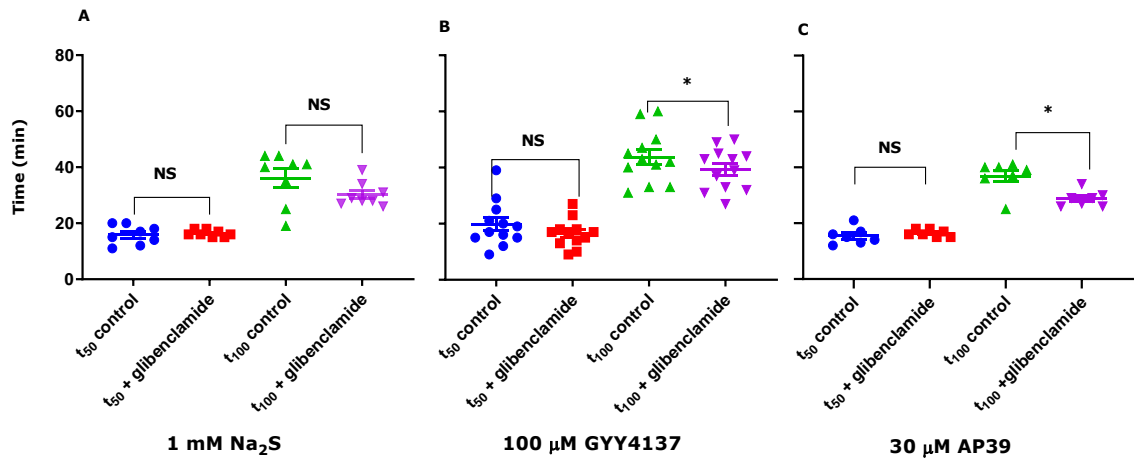 A
B
C
Time (min)
80
60
40
20
0
NS
NS
NS
*
NS
*
t₅₀ control
t₅₀ + glibenclamide
t₁₀₀ control
t₁₀₀ + glibenclamide
t₅₀ control
t₅₀ + glibenclamide
t₁₀₀ control
t₁₀₀ + glibenclamide
t₅₀ control
t₅₀ + glibenclamide
t₁₀₀ control
t₁₀₀ +glibenclamide
1 mM Na₂S
100 μM GYY4137
30 μM AP39